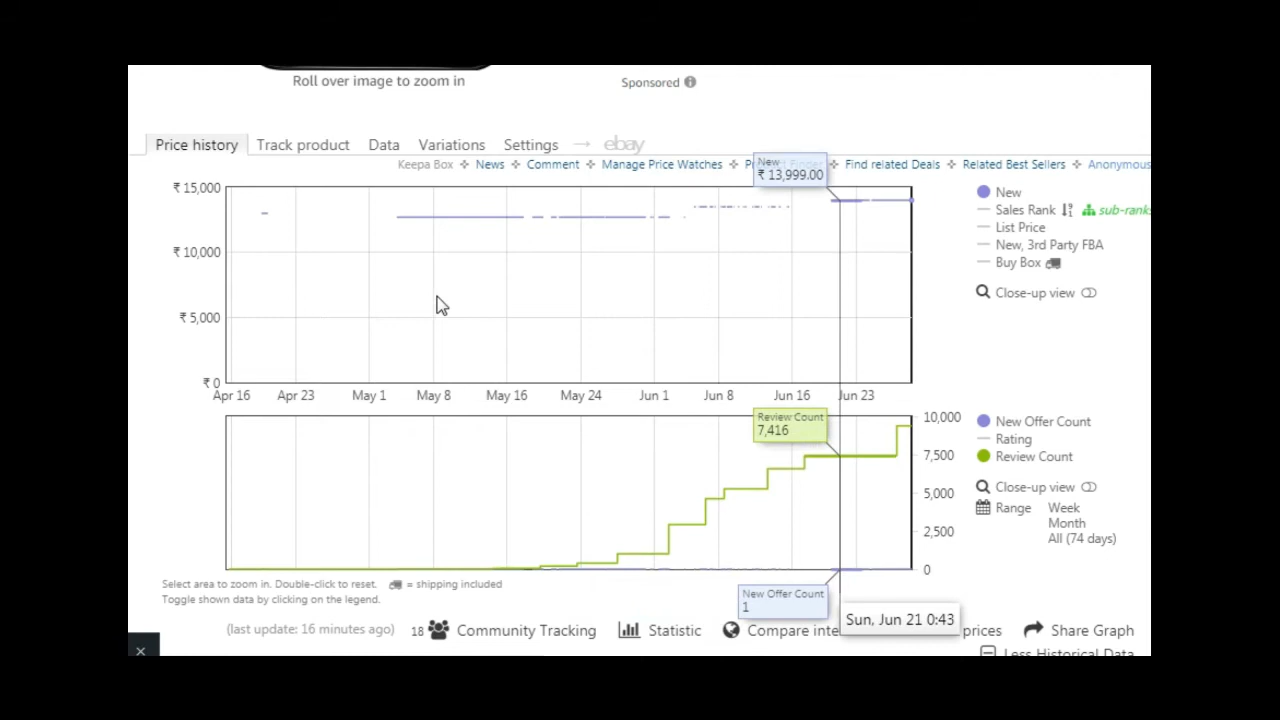 Roll over image to zoom in
Sponsored
Price history Track product Data Variations Settings → ebay
Keepa Box News Comment Manage Price Watches Find related Deals Related Best Sellers Anonymous
New
₹ 13,999.00
₹ 15,000
₹ 10,000
₹ 5,000
₹ 0
Apr 16 Apr 23 May 1 May 8 May 16 May 24 Jun 1 Jun 8 Jun 16 Jun 23
New
Sales Rank sub-ranks
List Price
New, 3rd Party FBA
Buy Box
Close-up view
Review Count
7,416
10,000
7,500
5,000
2,500
0
New Offer Count
Rating
Review Count
Close-up view
Range Week
Month
All (74 days)
New Offer Count
1
Sun, Jun 21 0:43
Select area to zoom in. Double-click to reset. = shipping included
Toggle shown data by clicking on the legend.
(last update: 16 minutes ago) 18 Community Tracking Statistic Compare prices Share Graph
Less Historical Data